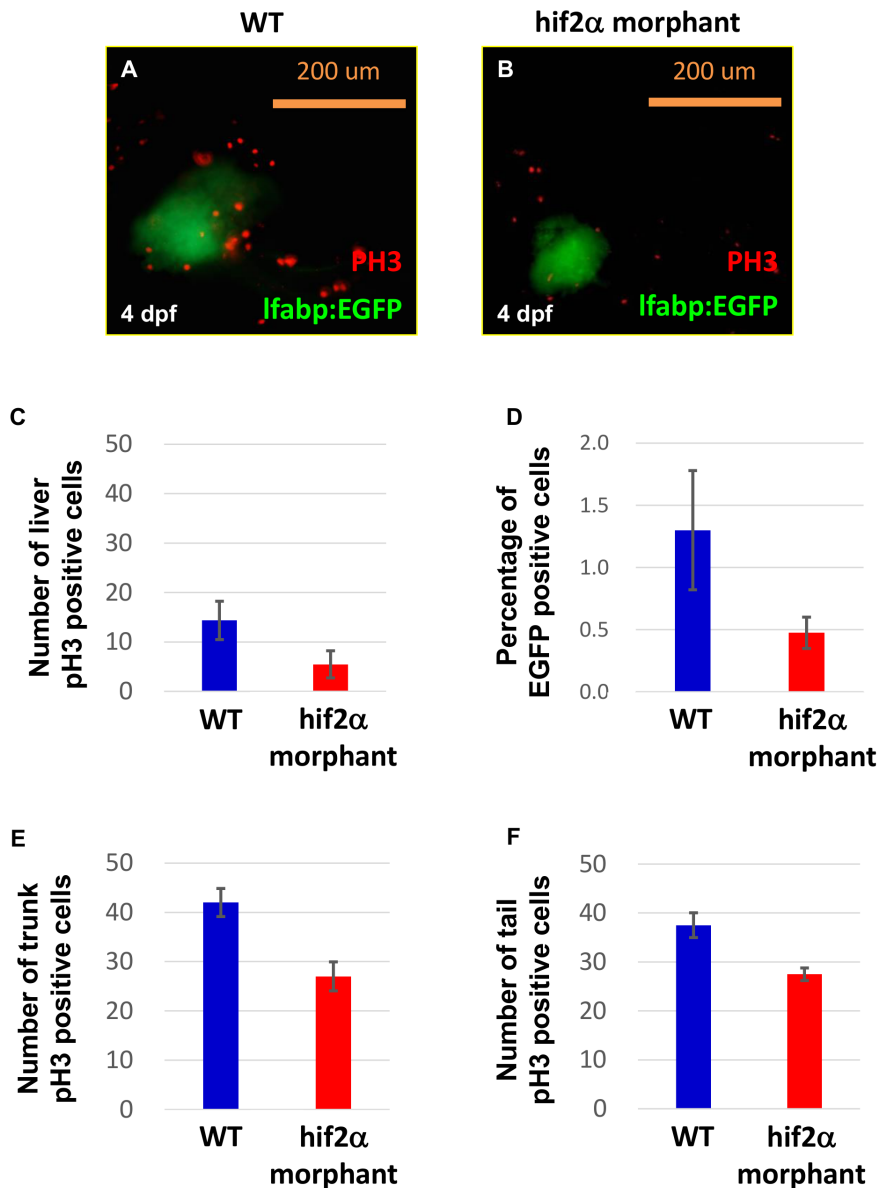 WT
hif2α morphant
A
200 um
PH3
4 dpf
lfabp:EGFP
B
200 um
PH3
4 dpf
lfabp:EGFP
C
Number of liver
pH3 positive cells
50
40
30
20
10
0
WT
hif2α
morphant
D
Percentage of
EGFP positive cells
2.0
1.5
1.0
0.5
0.0
WT
hif2α
morphant
E
Number of trunk
pH3 positive cells
50
40
30
20
10
0
WT
hif2α
morphant
F
Number of tail
pH3 positive cells
50
40
30
20
10
0
WT
hif2α
morphant